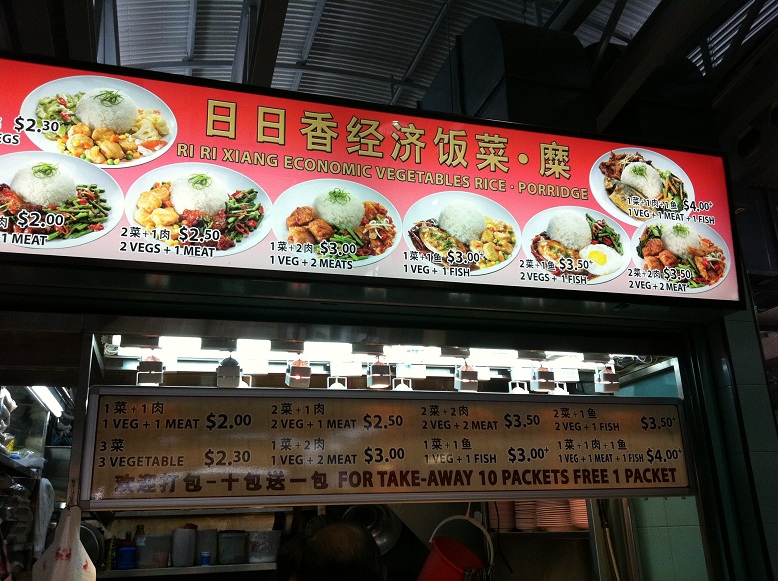 日日香经济饭菜·糜
RI RI XIANG ECONOMIC VEGETABLES RICE · PORRIDGE
$2.30
EGS
肉 $2.00
1 MEAT
2菜+1肉 $2.50
2 VEGS + 1 MEAT
1菜+2肉 $3.00
1 VEG + 2 MEATS
1菜+1鱼 $3.00+
1 VEG + 1 FISH
2菜+1鱼 $3.50+
2 VEGS + 1 FISH
1菜+1肉+1鱼 $4.00+
1 VEG + 1 MEAT + 1 FISH
2菜+2肉 $3.50
2 VEG + 2 MEAT
1菜+1肉
1 VEG + 1 MEAT $2.00
2菜+1肉
2 VEG + 1 MEAT $2.50
2菜+2肉
2 VEG + 2 MEAT $3.50
2菜+1鱼
2 VEG + 1 FISH $3.50+
3菜
3 VEGETABLE $2.30
1菜+2肉
1 VEG + 2 MEAT $3.00
1菜+1鱼
1 VEG + 1 FISH $3.00+
1菜+1肉+1鱼
1 VEG + 1 MEAT + 1 FISH $4.00+
欢迎打包-十包送一包 FOR TAKE-AWAY 10 PACKETS FREE 1 PACKET